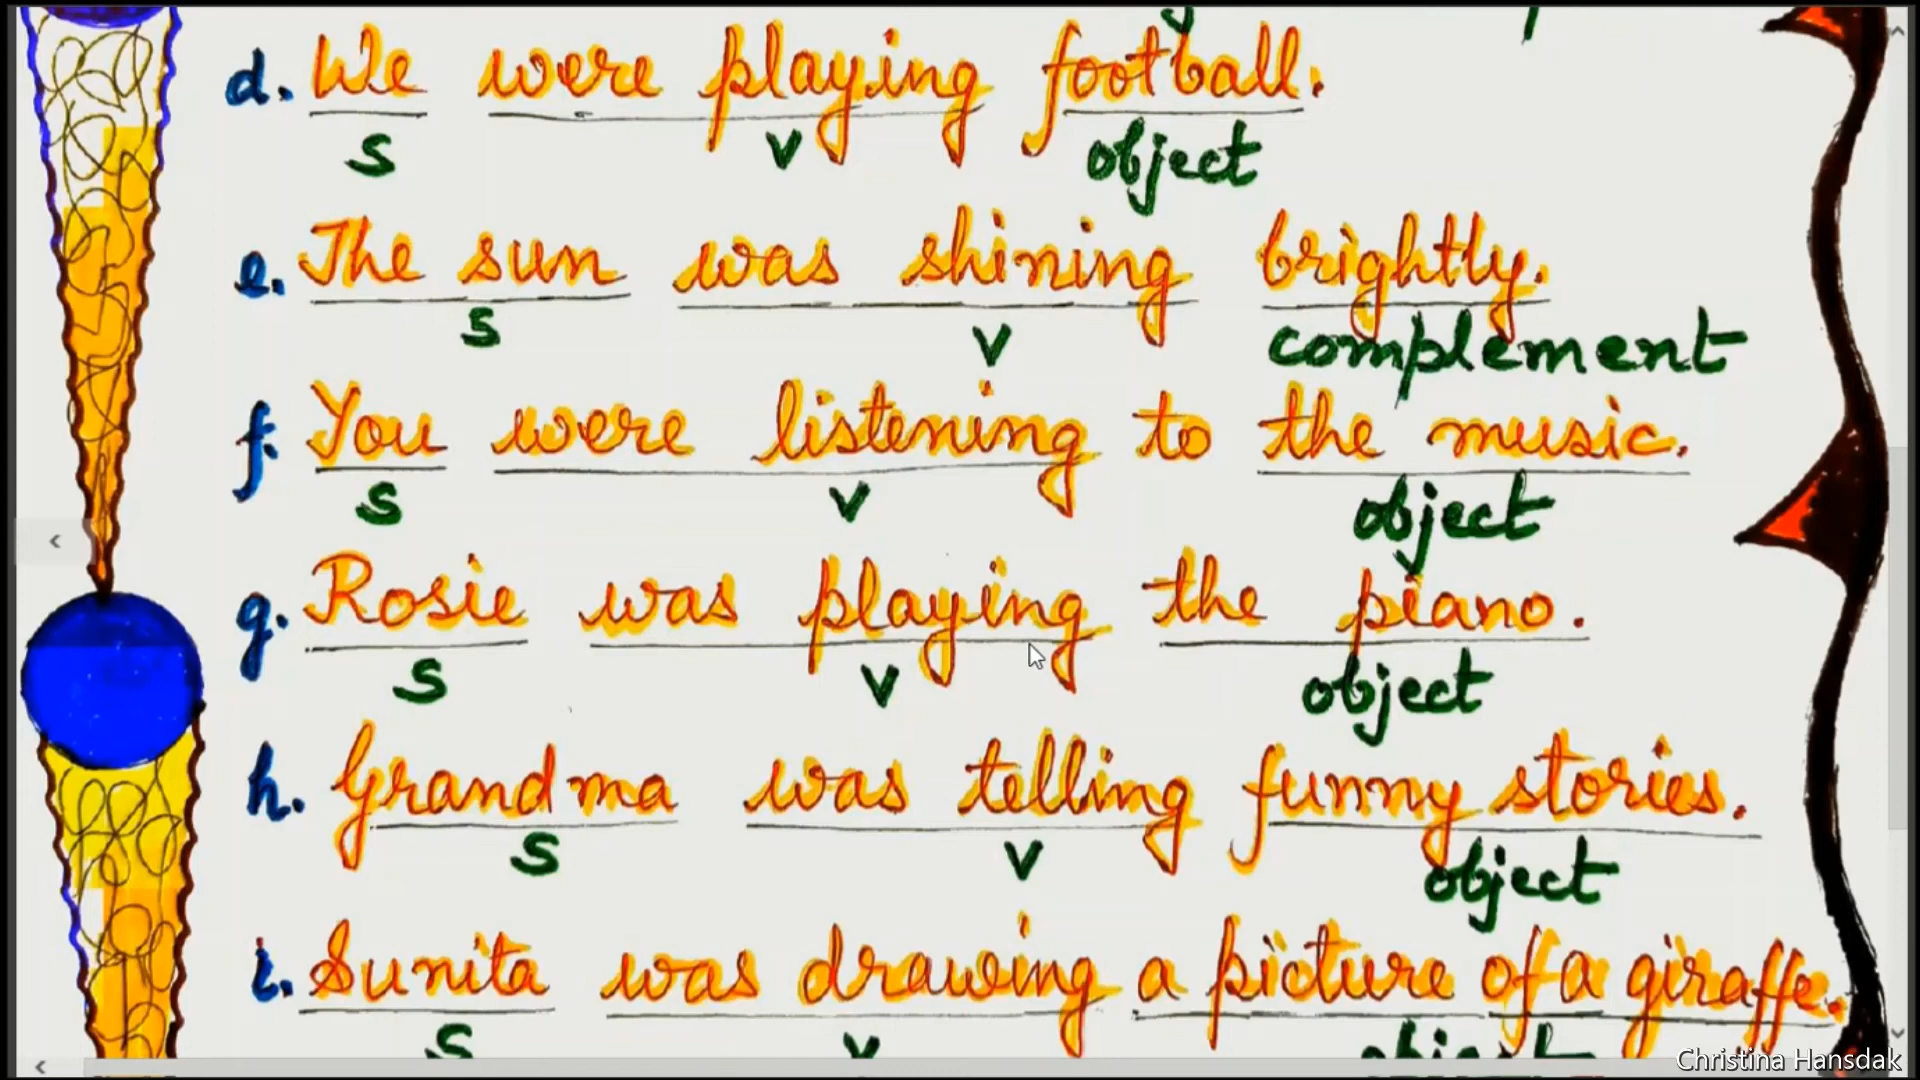 d. We were playing football.
S V object
e. The sun was shining brightly.
S V complement
f. You were listening to the music.
S V object
g. Rosie was playing the piano.
S V object
h. Grandma was telling funny stories.
S V object
i. Sunita was drawing a picture of a giraffe.
S V object
Christina Hansdak